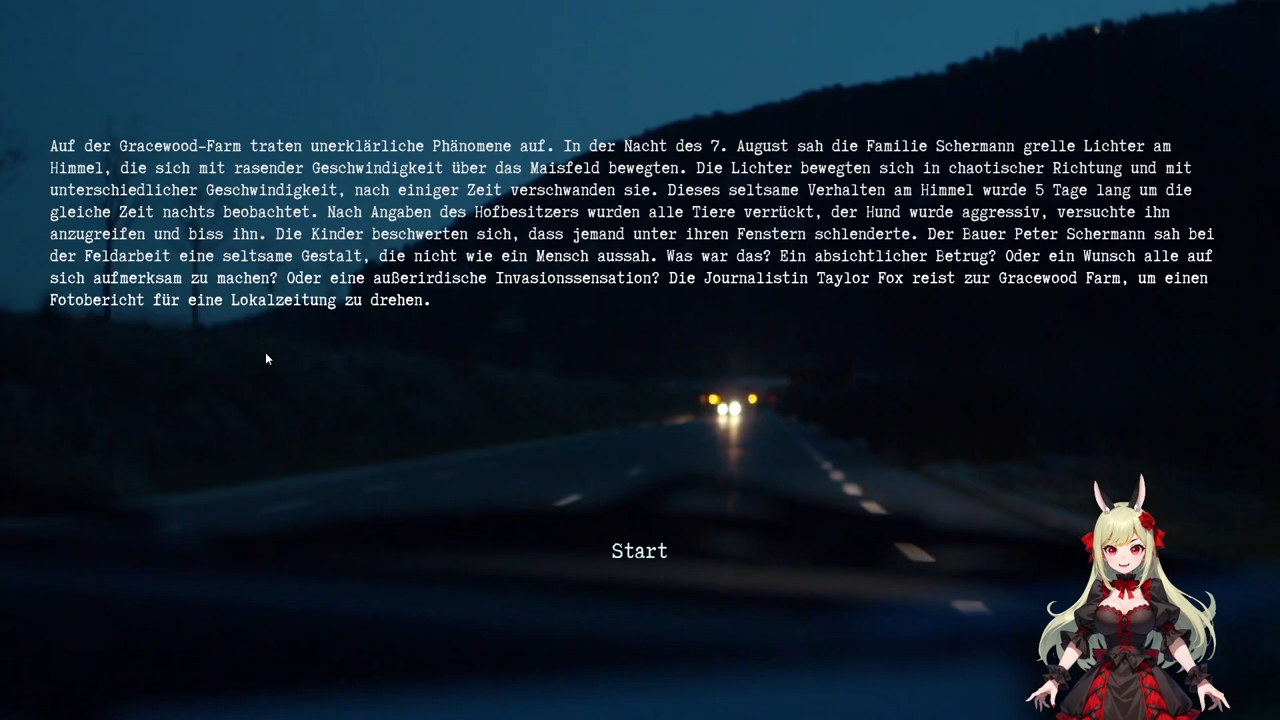 Auf der Gracewood-Farm traten unerklärliche Phänomene auf. In der Nacht des 7. August sah die Familie Schermann grelle Lichter am
Himmel, die sich mit rasender Geschwindigkeit über das Maisfeld bewegten. Die Lichter bewegten sich in chaotischer Richtung und mit
unterschiedlicher Geschwindigkeit, nach einiger Zeit verschwanden sie. Dieses seltsame Verhalten am Himmel wurde 5 Tage lang um die
gleiche Zeit nachts beobachtet. Nach Angaben des Hofbesitzers wurden alle Tiere verrückt, der Hund wurde aggressiv, versuchte ihn
anzugreifen und biss ihn. Die Kinder beschwerten sich, dass jemand unter ihren Fenstern schlenderte. Der Bauer Peter Schermann sah bei
der Feldarbeit eine seltsame Gestalt, die nicht wie ein Mensch aussah. Was war das? Ein absichtlicher Betrug? Oder ein Wunsch alle auf
sich aufmerksam zu machen? Oder eine außerirdische Invasionssensation? Die Journalistin Taylor Fox reist zur Gracewood Farm, um einen
Fotobericht für eine Lokalzeitung zu drehen.
Start